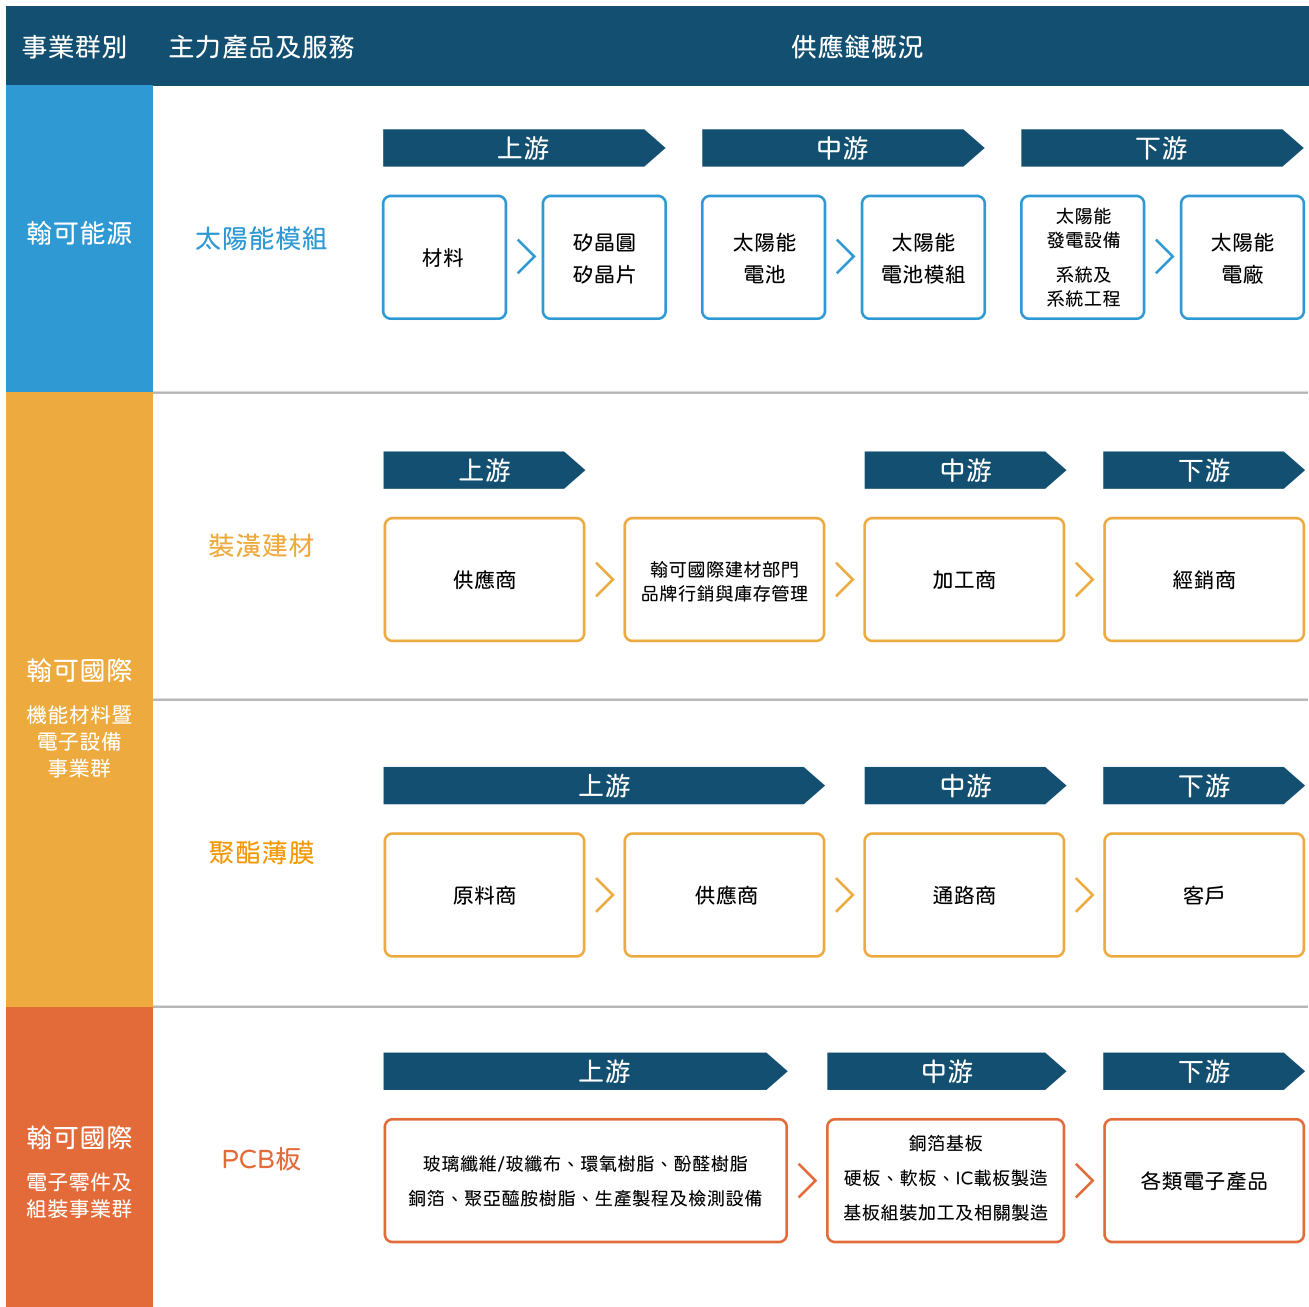 事業群別
主力產品及服務
供應鏈概況
翰可能源
太陽能模組
上游
中游
下游
材料
矽晶圓
矽晶片
太陽能
電池
太陽能
電池模組
太陽能
發電設備
系統及
系統工程
太陽能
電廠
翰可國際
機能材料暨
電子設備
事業群
裝潢建材
上游
中游
下游
供應商
翰可國際建材部門
品牌行銷與庫存管理
加工商
經銷商
聚酯薄膜
上游
中游
下游
原料商
供應商
通路商
客戶
翰可國際
電子零件及
組裝事業群
PCB板
上游
中游
下游
玻璃纖維/玻纖布、環氧樹脂、酚醛樹脂
銅箔、聚亞醯胺樹脂、生產製程及檢測設備
銅箔基板
硬板、軟板、IC載板製造
基板組裝加工及相關製造
各類電子產品